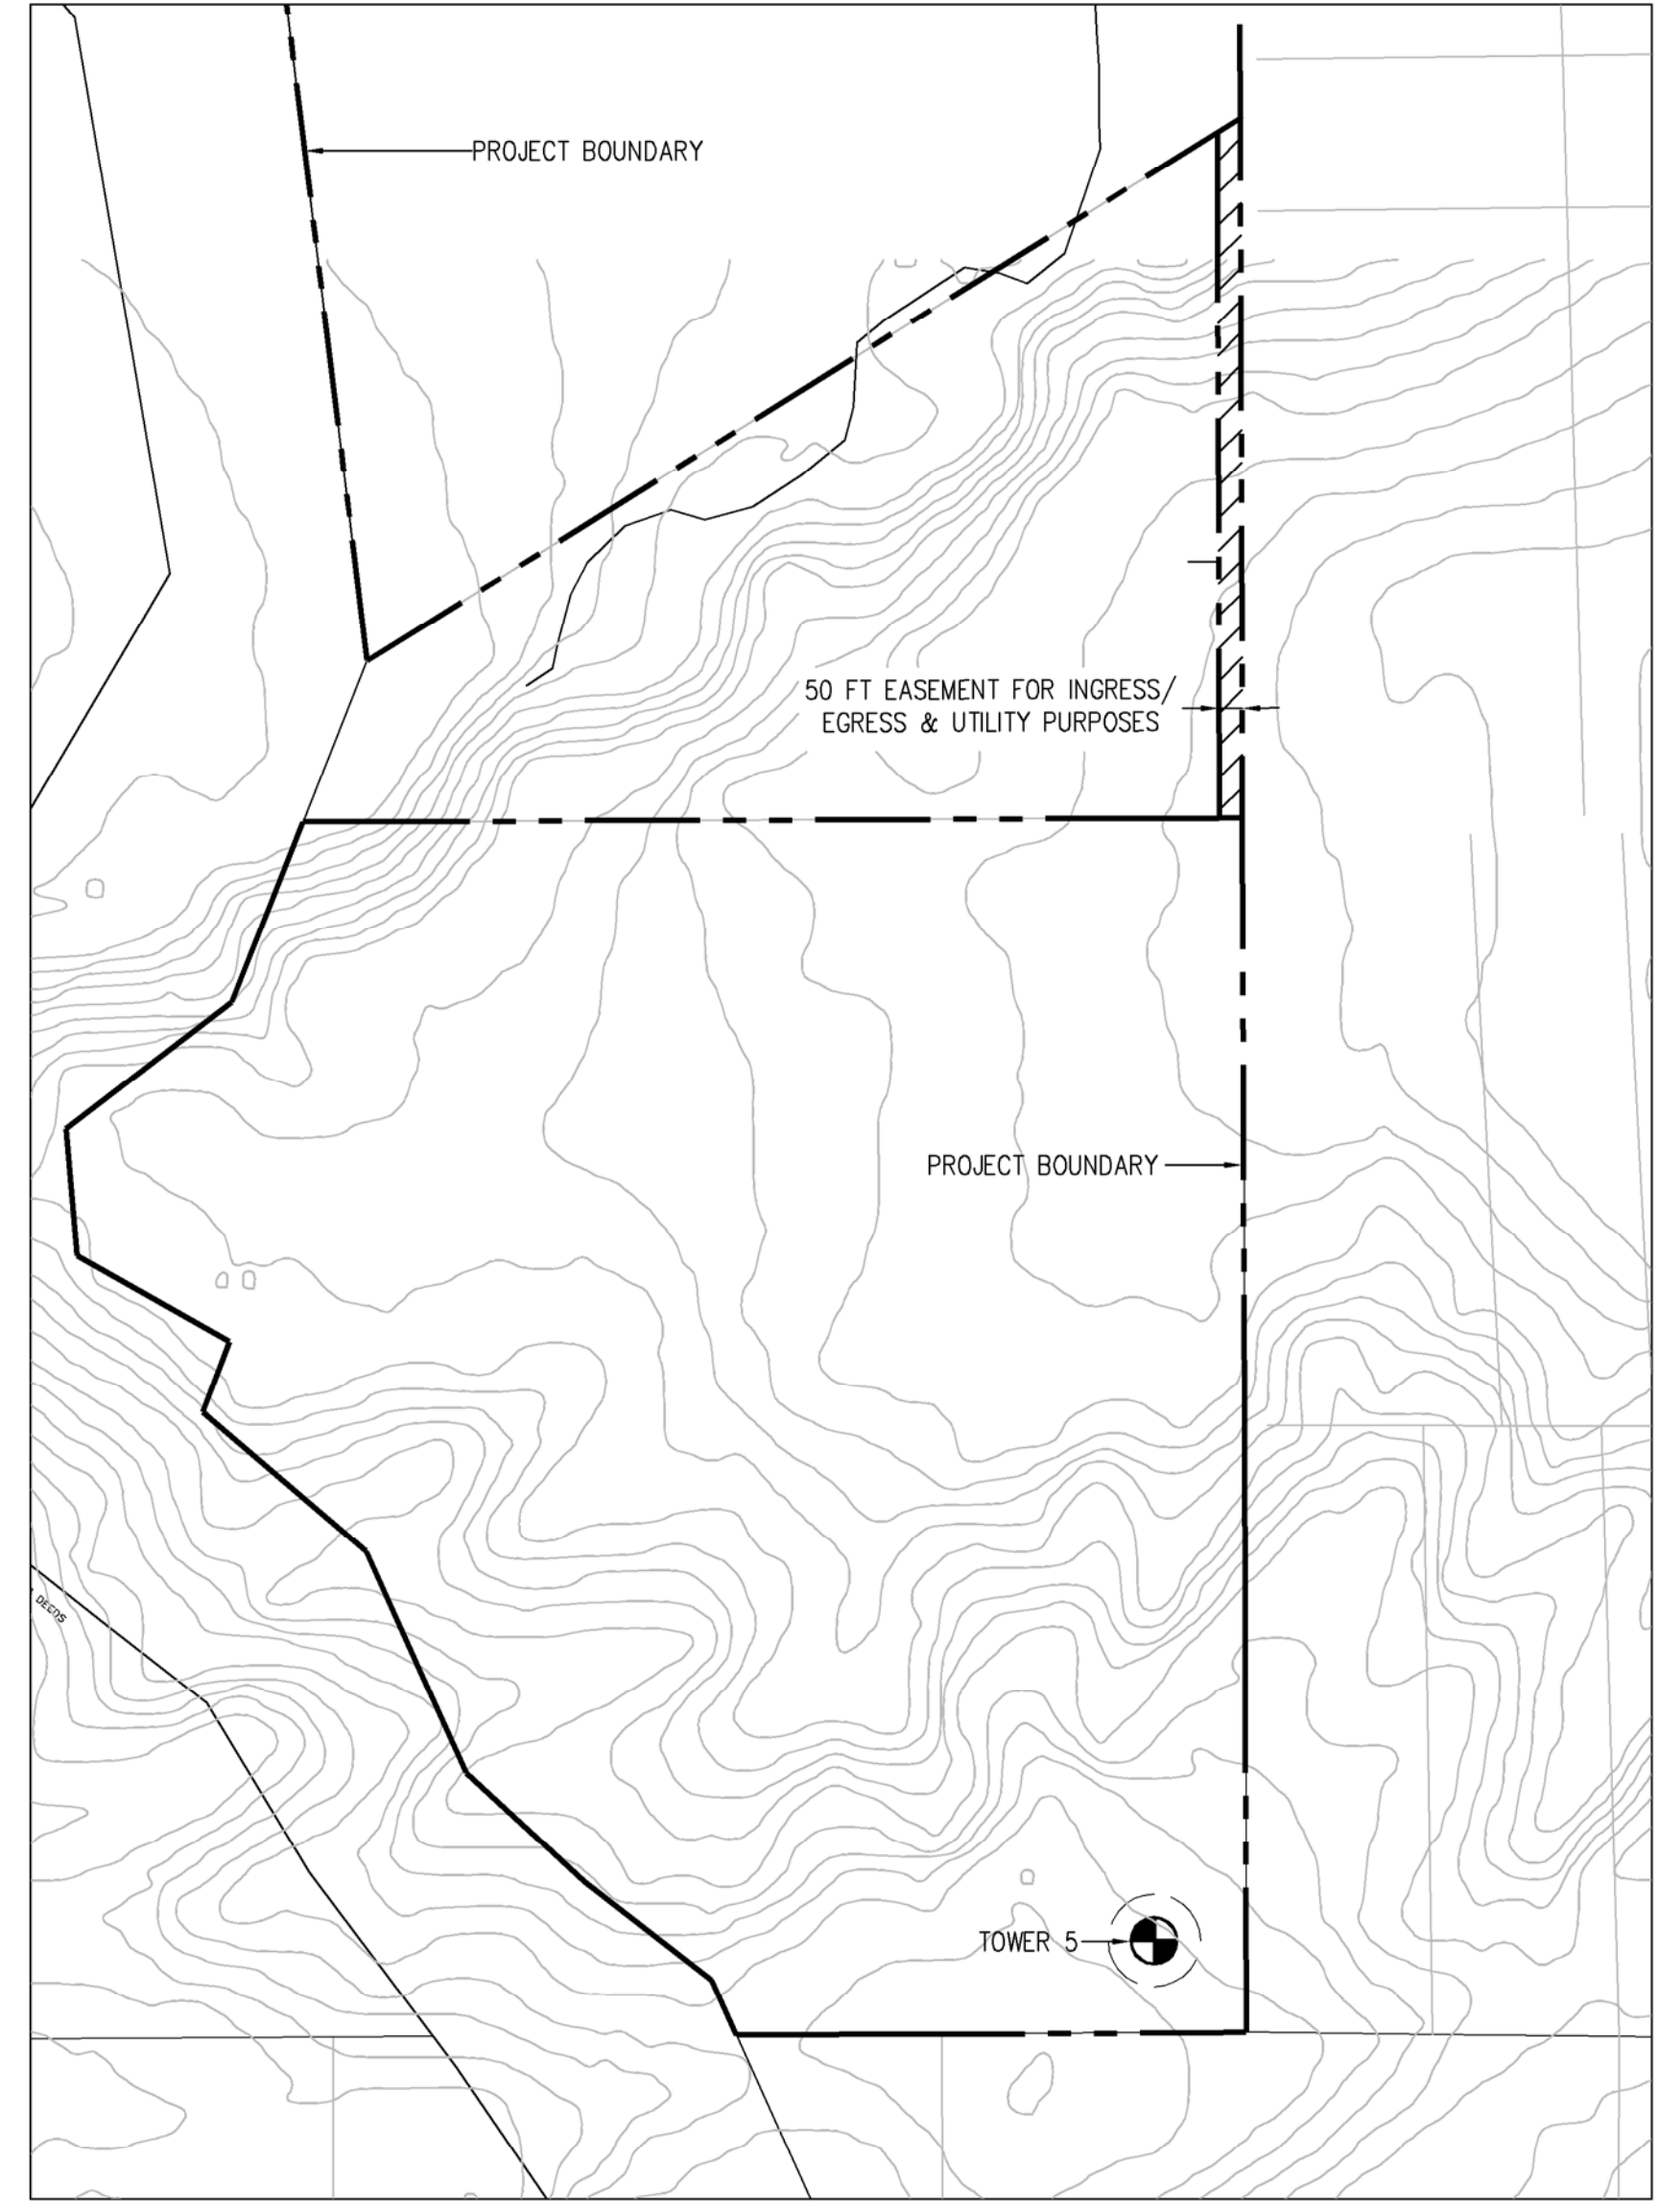 PROJECT BOUNDARY
50 FT EASEMENT FOR INGRESS/
EGRESS & UTILITY PURPOSES
PROJECT BOUNDARY
TOWER 5